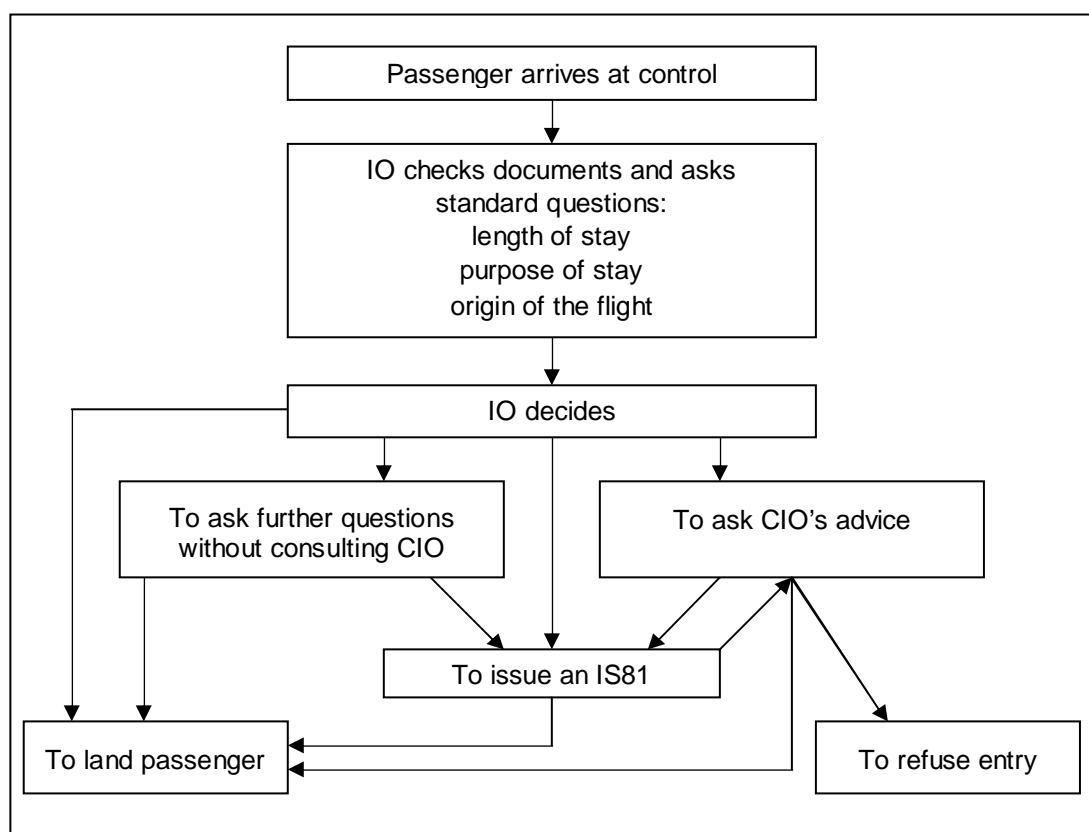 Passenger arrives at control
IO checks documents and asks
standard questions:
length of stay
purpose of stay
origin of the flight
IO decides
To ask further questions
without consulting CIO
To ask CIO’s advice
To issue an IS81
To land passenger
To refuse entry